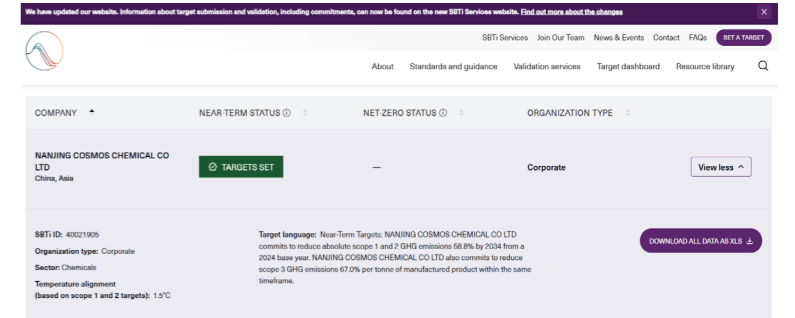 We have updated our website. Information about target submission and validation, including commitments, can now be found on the new SBTi Services website. Find out more about the changes
SBTi Services Join Our Team News & Events Contact FAQs SET A TARGET
About Standards and guidance Validation services Target dashboard Resource library
COMPANY NEAR-TERM STATUS NET-ZERO STATUS ORGANIZATION TYPE
NANJING COSMOS CHEMICAL CO
LTD
China, Asia
TARGETS SET
—
Corporate
View less
SBTi ID: 40021905
Organization type: Corporate
Sector: Chemicals
Temperature alignment
(based on scope 1 and 2 targets): 1.5°C
Target language: Near-Term Targets: NANJING COSMOS CHEMICAL CO LTD
commits to reduce absolute scope 1 and 2 GHG emissions 58.8% by 2034 from a
2024 base year. NANJING COSMOS CHEMICAL CO LTD also commits to reduce
scope 3 GHG emissions 67.0% per tonne of manufactured product within the same
timeframe.
DOWNLOAD ALL DATA AS XLS